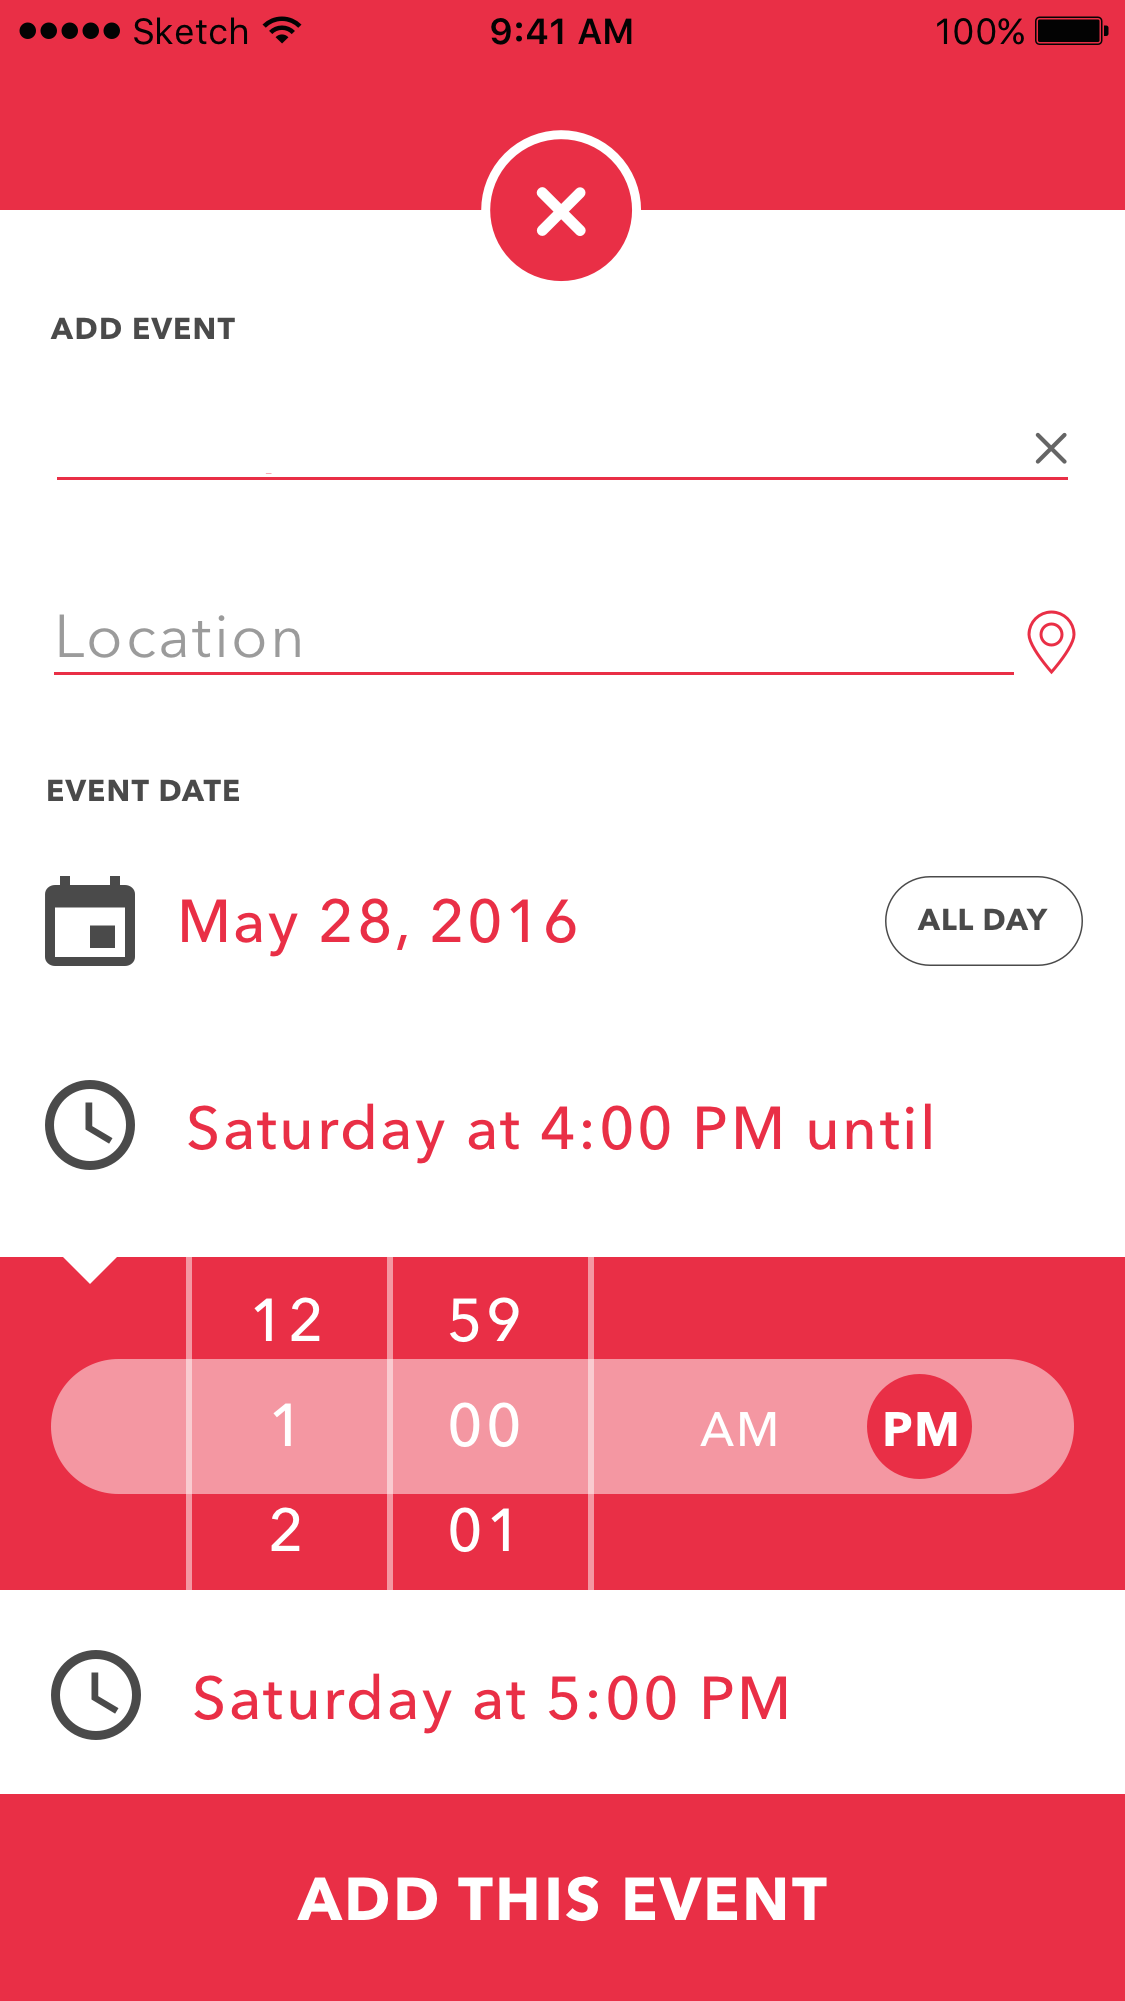 Sketch 9:41 AM 100%
ADD EVENT
Location
EVENT DATE
May 28, 2016 ALL DAY
Saturday at 4:00 PM until
12 59
1 00 AM PM
2 01
Saturday at 5:00 PM
ADD THIS EVENT